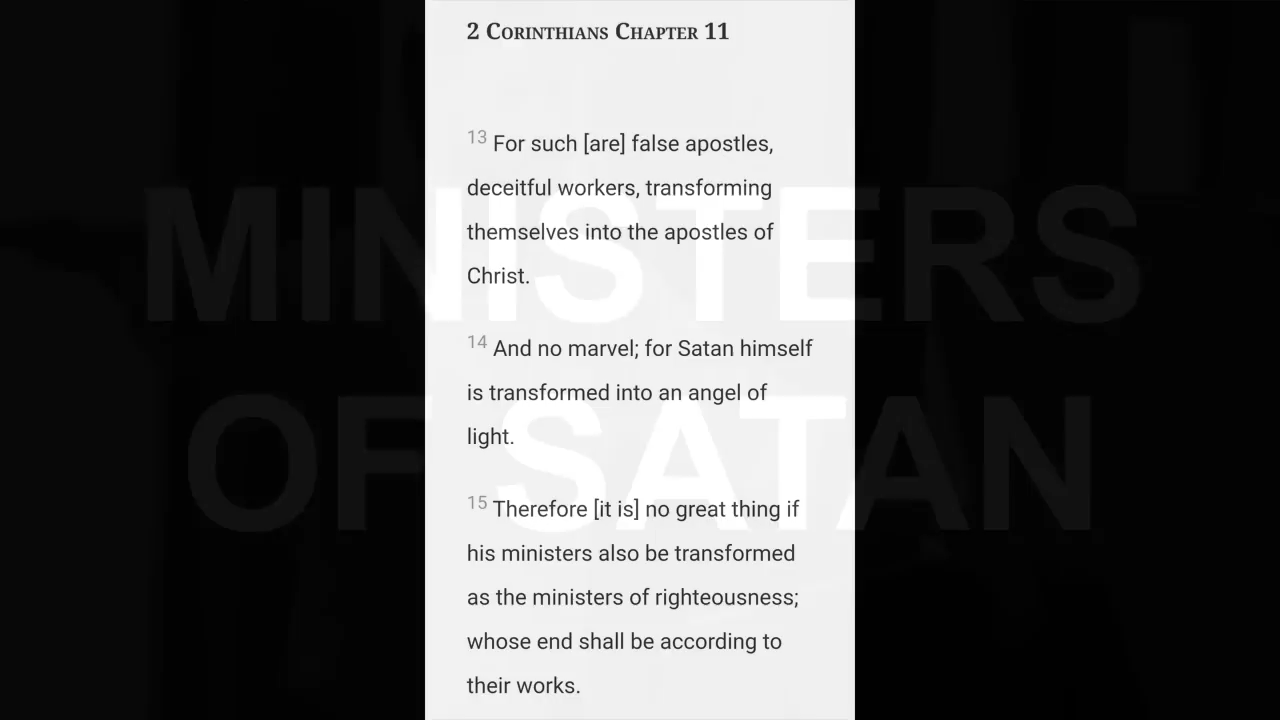 2 Corinthians Chapter 11
13 For such [are] false apostles,
deceitful workers, transforming
themselves into the apostles of
Christ.
14 And no marvel; for Satan himself
is transformed into an angel of
light.
15 Therefore [it is] no great thing if
his ministers also be transformed
as the ministers of righteousness;
whose end shall be according to
their works.
MINISTERS
OF SATAN